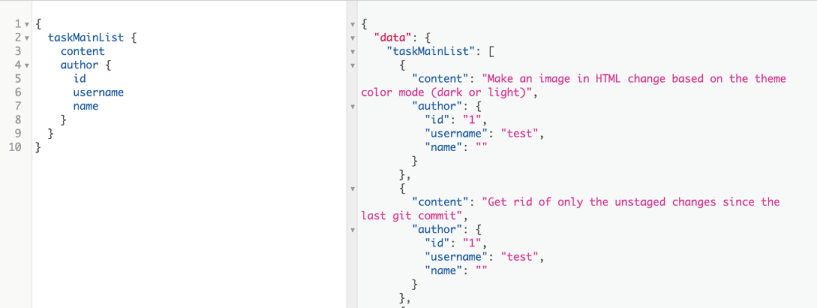 1 {
2 taskMainList {
3 content
4 author {
5 id
6 username
7 name
8 }
9 }
10 }
{
"data": {
"taskMainList": [
{
"content": "Make an image in HTML change based on the theme
color mode (dark or light)",
"author": {
"id": "1",
"username": "test",
"name": ""
}
},
{
"content": "Get rid of only the unstaged changes since the
last git commit",
"author": {
"id": "1",
"username": "test",
"name": ""
}
},